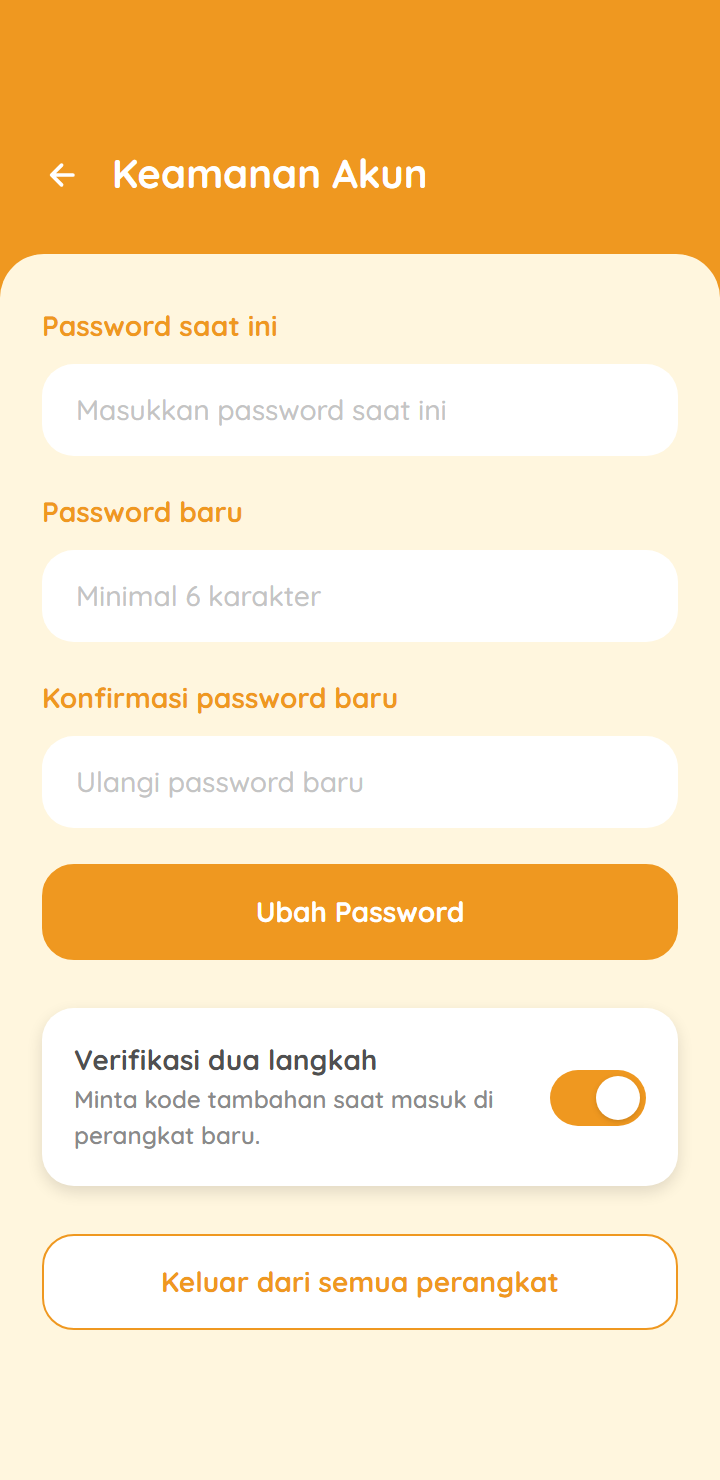 Keamanan Akun
Password saat ini
Masukkan password saat ini
Password baru
Minimal 6 karakter
Konfirmasi password baru
Ulangi password baru
Ubah Password
Verifikasi dua langkah
Minta kode tambahan saat masuk di
perangkat baru.
Keluar dari semua perangkat